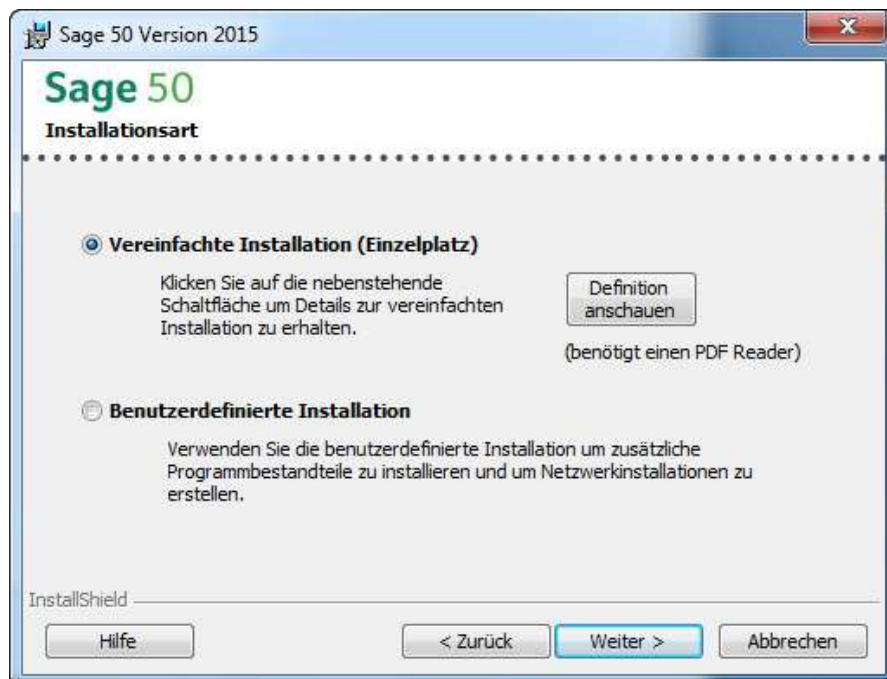 Sage 50 Version 2015
Sage 50
Installationsart
Vereinfachte Installation (Einzelplatz)
Klicken Sie auf die nebenstehende
Schaltfläche um Details zur vereinfachten
Installation zu erhalten.
Definition
anschauen
(benötigt einen PDF Reader)
Benutzerdefinierte Installation
Verwenden Sie die benutzerdefinierte Installation um zusätzliche
Programmbestandteile zu installieren und um Netzwerkinstallationen zu
erstellen.
InstallShield
Hilfe
< Zurück
Weiter >
Abbrechen